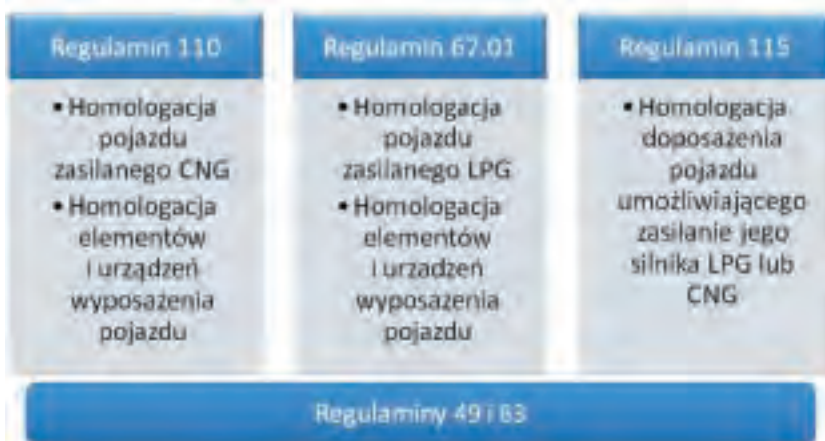 Regulamin 110
• Homologacja
pojazdu
zasilanego CNG
• Homologacja
elementów
i urządzeń
wyposażenia
pojazdu
Regulamin 67.01
• Homologacja
pojazdu
zasilanego LPG
• Homologacja
elementów
i urzadzeń
wyposażenia
pojazdu
Regulamin 115
• Homologacja
doposażenia
pojazdu
umożliwiającego
zasilanie jego
silnika LPG lub
CNG
Regulaminy 49 i 83